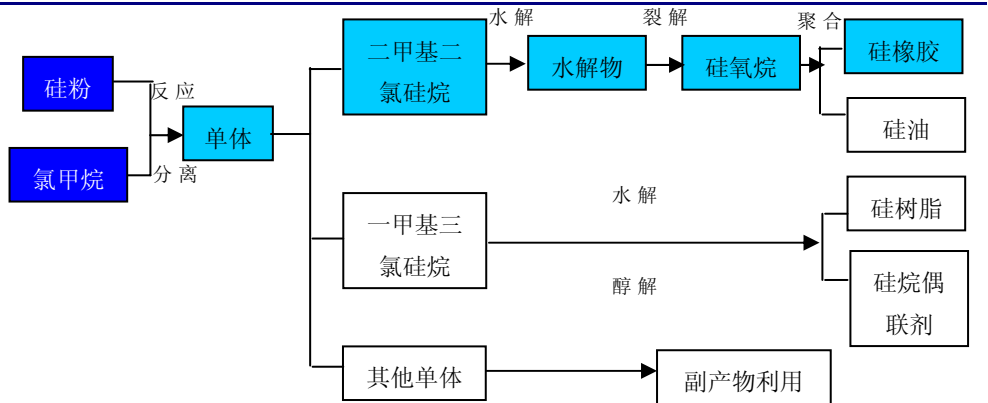 水解
裂解
聚合
二甲基二
氯硅烷
水解物
硅氧烷
硅橡胶
硅粉
反应
单体
硅油
氯甲烷
分离
水解
硅树脂
一甲基三
氯硅烷
醇解
硅烷偶
联剂
其他单体
副产物利用